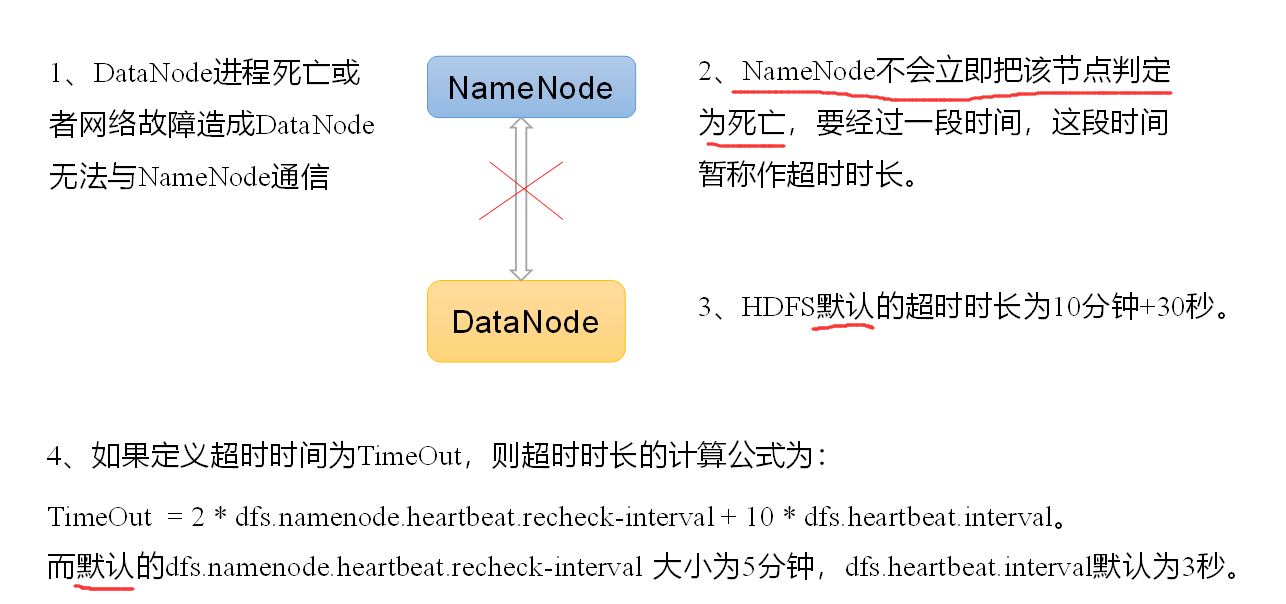 1、DataNode进程死亡或
者网络故障造成DataNode
无法与NameNode通信
NameNode
DataNode
2、NameNode不会立即把该节点判定
为死亡，要经过一段时间，这段时间
暂称作超时时长。
3、HDFS默认的超时时长为10分钟+30秒。
4、如果定义超时时间为TimeOut，则超时时长的计算公式为：
TimeOut = 2 * dfs.namenode.heartbeat.recheck-interval + 10 * dfs.heartbeat.interval。
而默认的dfs.namenode.heartbeat.recheck-interval 大小为5分钟，dfs.heartbeat.interval默认为3秒。